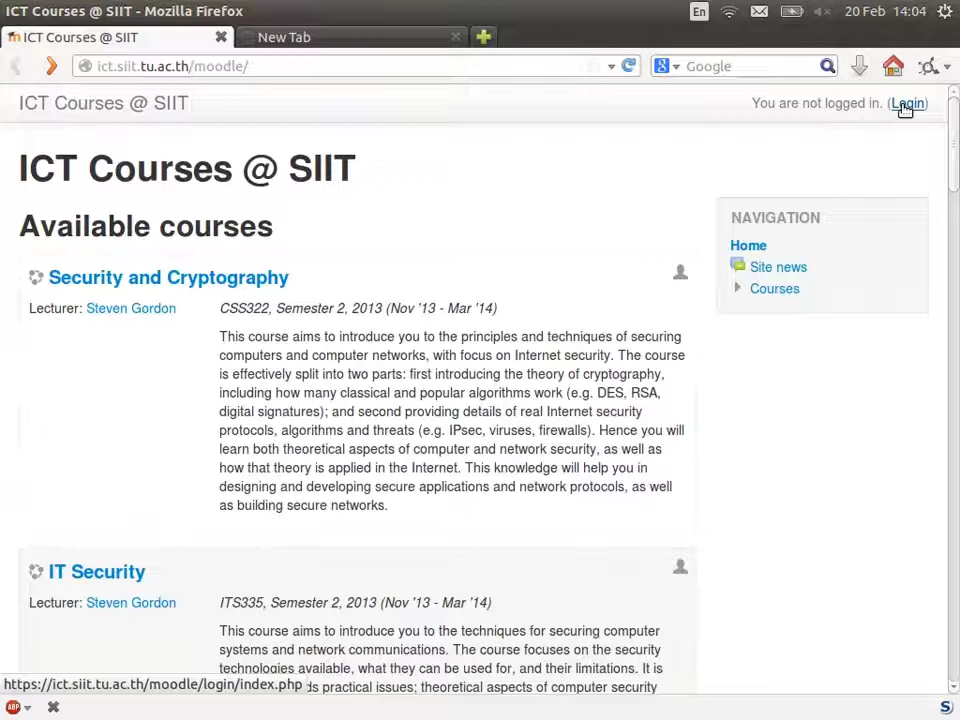 ICT Courses @ SIIT - Mozilla Firefox
En
20 Feb 14:04
ICT Courses @ SIIT
New Tab
ict.siit.tu.ac.th/moodle/
Google
ICT Courses @ SIIT
You are not logged in. (Login)
ICT Courses @ SIIT
Available courses
NAVIGATION
Home
Site news
Courses
Security and Cryptography
Lecturer: Steven Gordon
CSS322, Semester 2, 2013 (Nov '13 - Mar '14)
This course aims to introduce you to the principles and techniques of securing
computers and computer networks, with focus on Internet security. The course
is effectively split into two parts: first introducing the theory of cryptography,
including how many classical and popular algorithms work (e.g. DES, RSA,
digital signatures); and second providing details of real Internet security
protocols, algorithms and threats (e.g. IPsec, viruses, firewalls). Hence you will
learn both theoretical aspects of computer and network security, as well as
how that theory is applied in the Internet. This knowledge will help you in
designing and developing secure applications and network protocols, as well
as building secure networks.
IT Security
Lecturer: Steven Gordon
ITS335, Semester 2, 2013 (Nov '13 - Mar '14)
This course aims to introduce you to the techniques for securing computer
systems and network communications. The course focuses on the security
technologies available, what they can be used for, and their limitations. It is
https://ict.siit.tu.ac.th/moodle/login/index.php
practical issues; theoretical aspects of computer security
ABP
S